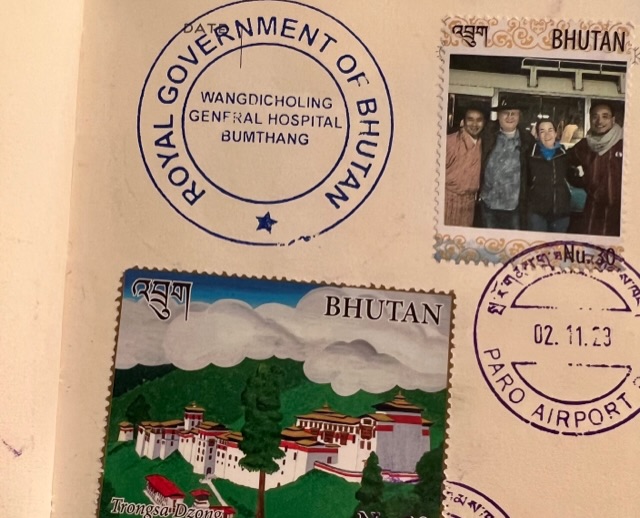 DATE
ROYAL GOVERNMENT OF BHUTAN
WANGDICHOLING
GENERAL HOSPITAL
BUMTHANG
འབྲུག
BHUTAN
Nu. 30
02. 11. 23
PARO AIRPORT
འབྲུག
BHUTAN
Trongsa Dzong